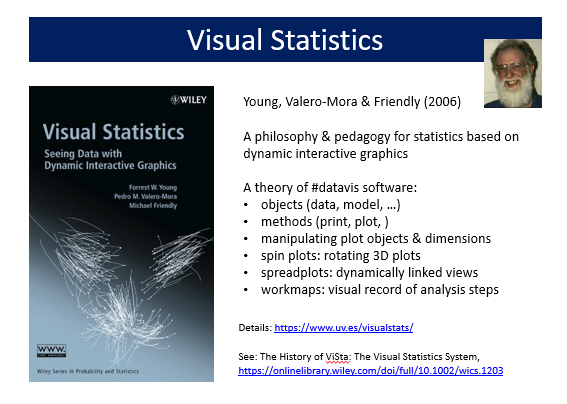 Visual Statistics
WILEY
Visual Statistics
Seeing Data with
Dynamic Interactive Graphics
Forrest W. Young
Pedro M. Valero-Mora
Michael Friendly
WWW.
Wiley Series in Probability and Statistics
Young, Valero-Mora & Friendly (2006)
A philosophy & pedagogy for statistics based on
dynamic interactive graphics
A theory of #datavis software:
• objects (data, model, …)
• methods (print, plot, )
• manipulating plot objects & dimensions
• spin plots: rotating 3D plots
• spreadplots: dynamically linked views
• workmaps: visual record of analysis steps
Details: https://www.uv.es/visualstats/
See: The History of ViSta: The Visual Statistics System,
https://onlinelibrary.wiley.com/doi/full/10.1002/wics.1203